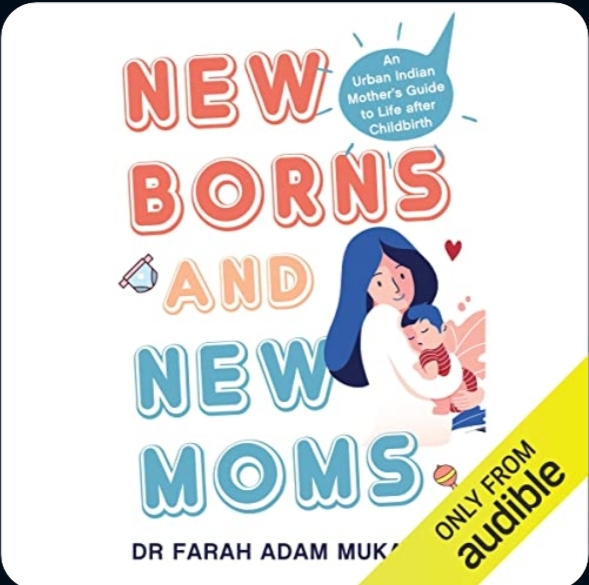 NEW
An
Urban Indian
Mother's Guide
to Life after
Childbirth
BORNS
AND
NEW
MOMS
DR FARAH ADAM
ONLY FROM
audible